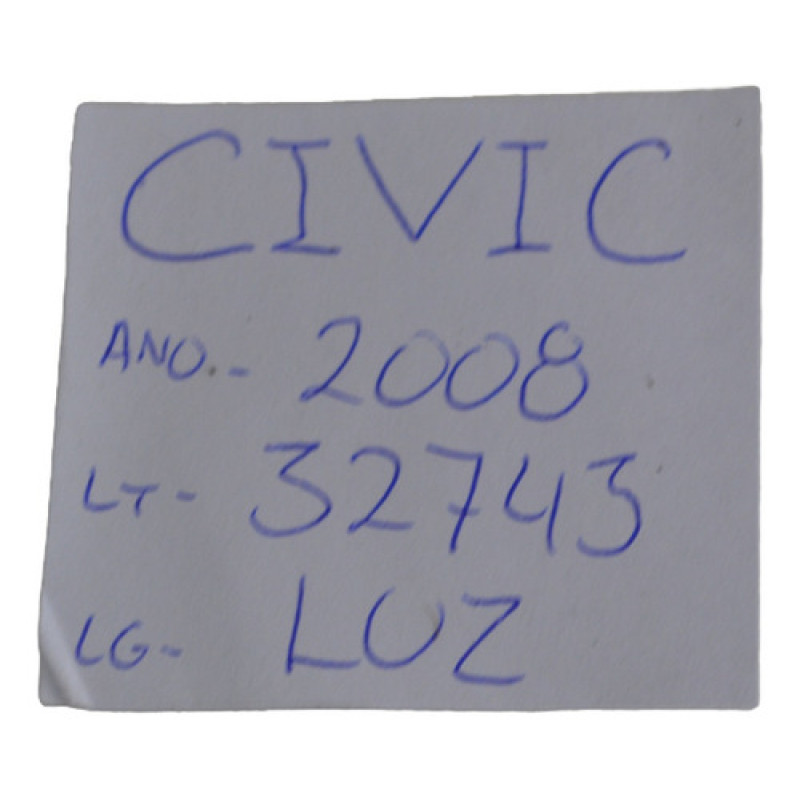 CIVIC
ANO.- 2008
LT- 32743
LG- LUZ